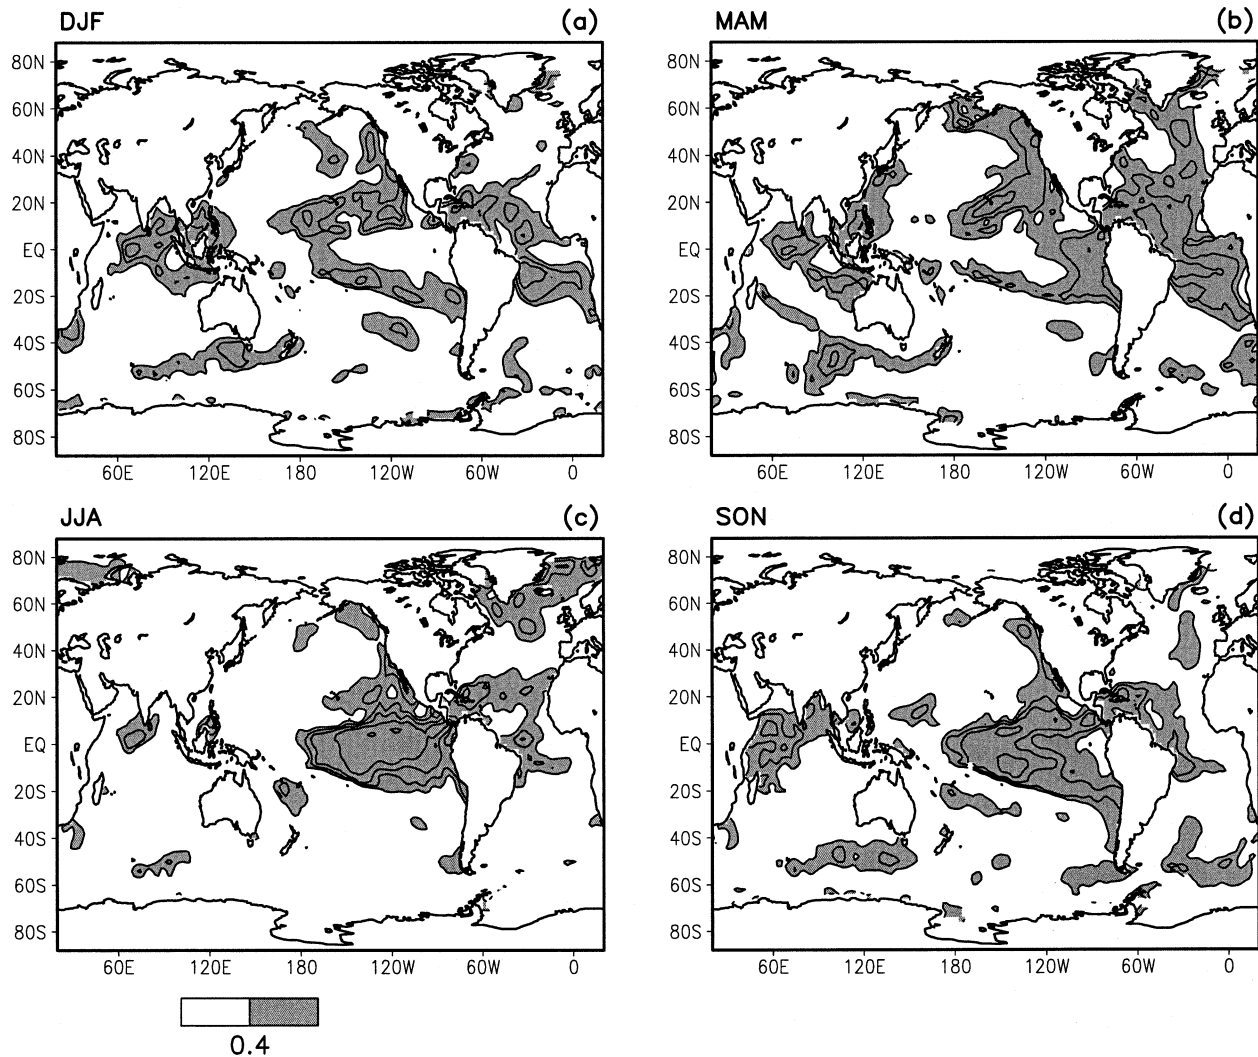 DJF (a) MAM (b)
80N 80N
60N 60N
40N 40N
20N 20N
EQ EQ
20S 20S
40S 40S
60S 60S
80S 80S
60E 120E 180 120W 60W 0 60E 120E 180 120W 60W 0
JJA (c) SON (d)
80N 80N
60N 60N
40N 40N
20N 20N
EQ EQ
20S 20S
40S 40S
60S 60S
80S 80S
60E 120E 180 120W 60W 0 60E 120E 180 120W 60W 0
0.4